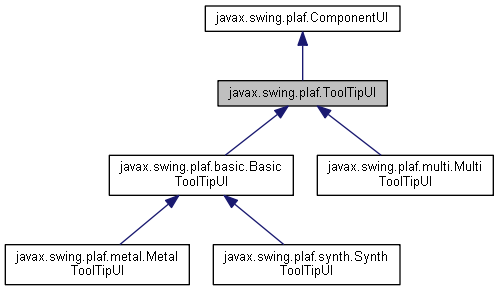 javax.swing.plaf.ComponentUI
javax.swing.plaf.ToolTipUI
javax.swing.plaf.basic.Basic
ToolTipUI
javax.swing.plaf.multi.Multi
ToolTipUI
javax.swing.plaf.metal.Metal
ToolTipUI
javax.swing.plaf.synth.Synth
ToolTipUI